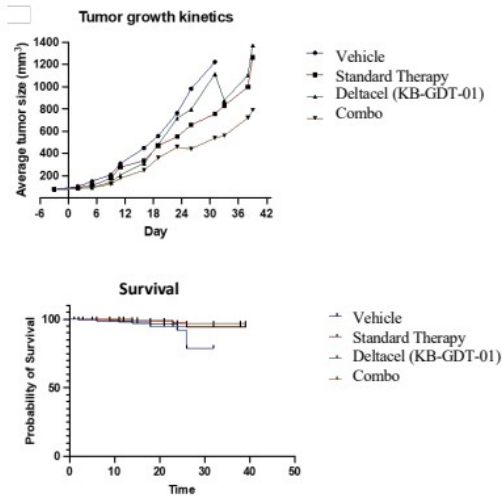 Tumor growth kinetics
Average tumor size (mm³)
1400
1200
1000
800
600
400
200
-6 0 6 12 18 24 30 36 42
Day
Vehicle
Standard Therapy
Deltacel (KB-GDT-01)
Combo
Survival
Probability of Survival
100
50
0
0 10 20 30 40 50
Time
Vehicle
Standard Therapy
Deltacel (KB-GDT-01)
Combo